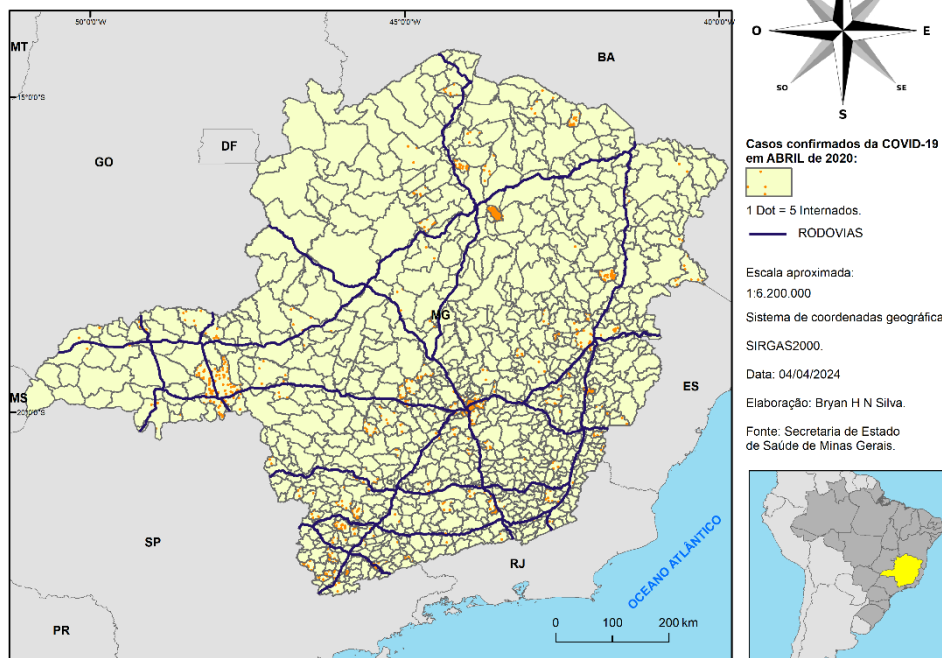 50°0'0"W
45°0'0"W
40°0'0"W
MT
BA
15°0'0"S
GO
DF
MG
MS
20°0'0"S
ES
SP
RJ
PR
OCEANO ATLÂNTICO
0 100 200 km
O
E
SO
SE
S
Casos confirmados da COVID-19
em ABRIL de 2020:
1 Dot = 5 Internados.
RODOVIAS
Escala aproximada:
1:6.200.000
Sistema de coordenadas geográfica
SIRGAS2000.
Data: 04/04/2024
Elaboração: Bryan H N Silva.
Fonte: Secretaria de Estado
de Saúde de Minas Gerais.